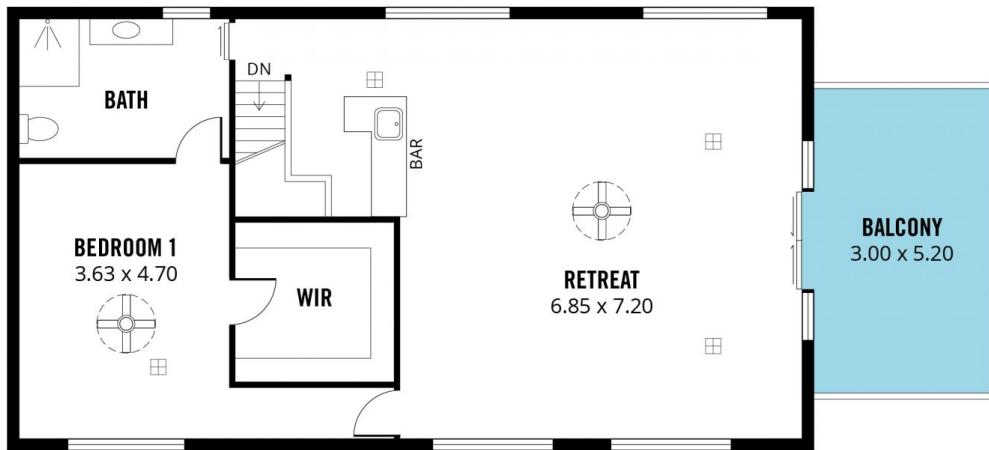 DN
BATH
BAR
BEDROOM 1
3.63 x 4.70
WIR
RETREAT
6.85 x 7.20
BALCONY
3.00 x 5.20